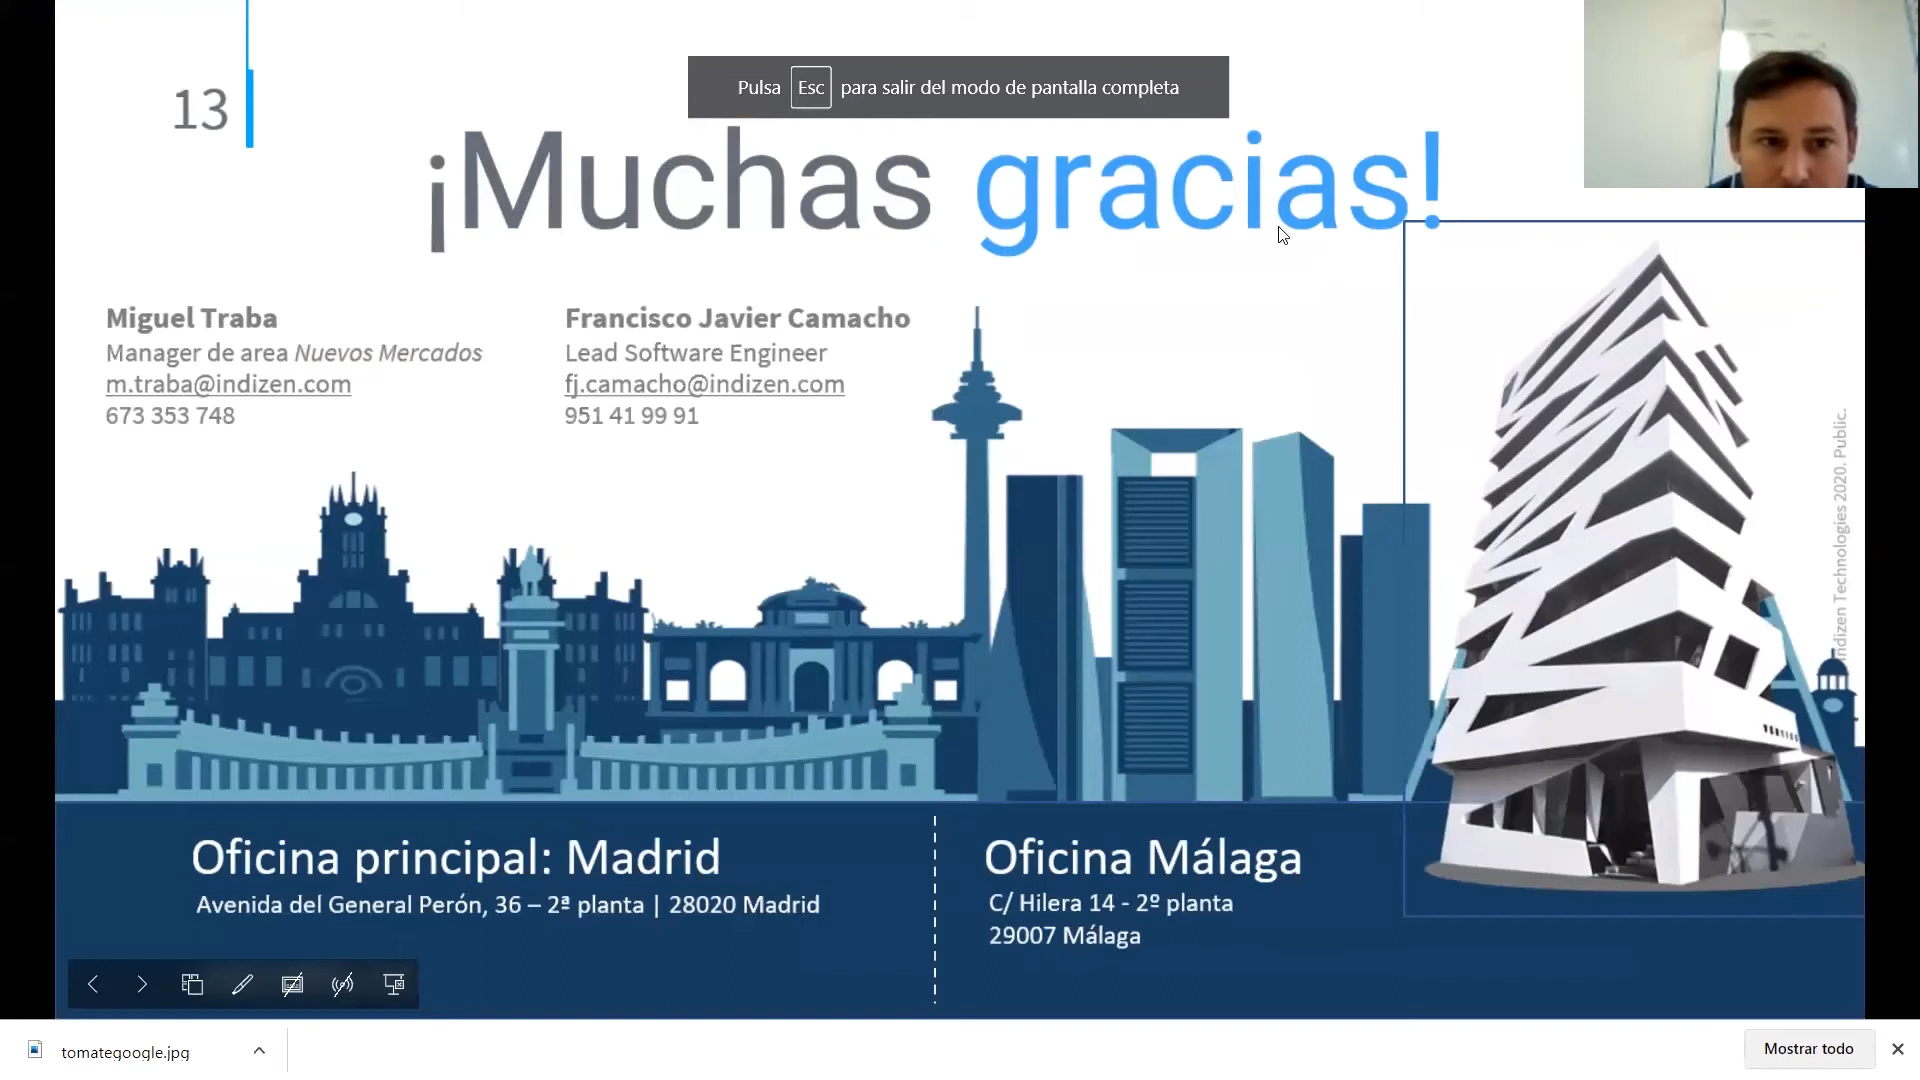 Pulsa Esc para salir del modo de pantalla completa
13
¡Muchas gracias!
Miguel Traba
Manager de area Nuevos Mercados
m.traba@indizen.com
673 353 748
Francisco Javier Camacho
Lead Software Engineer
fj.camacho@indizen.com
951 41 99 91
Indizen Technologies 2020. Public.
Oficina principal: Madrid
Avenida del General Perón, 36 – 2ª planta | 28020 Madrid
Oficina Málaga
C/ Hilera 14 - 2º planta
29007 Málaga
tomategoogle.jpg
Mostrar todo